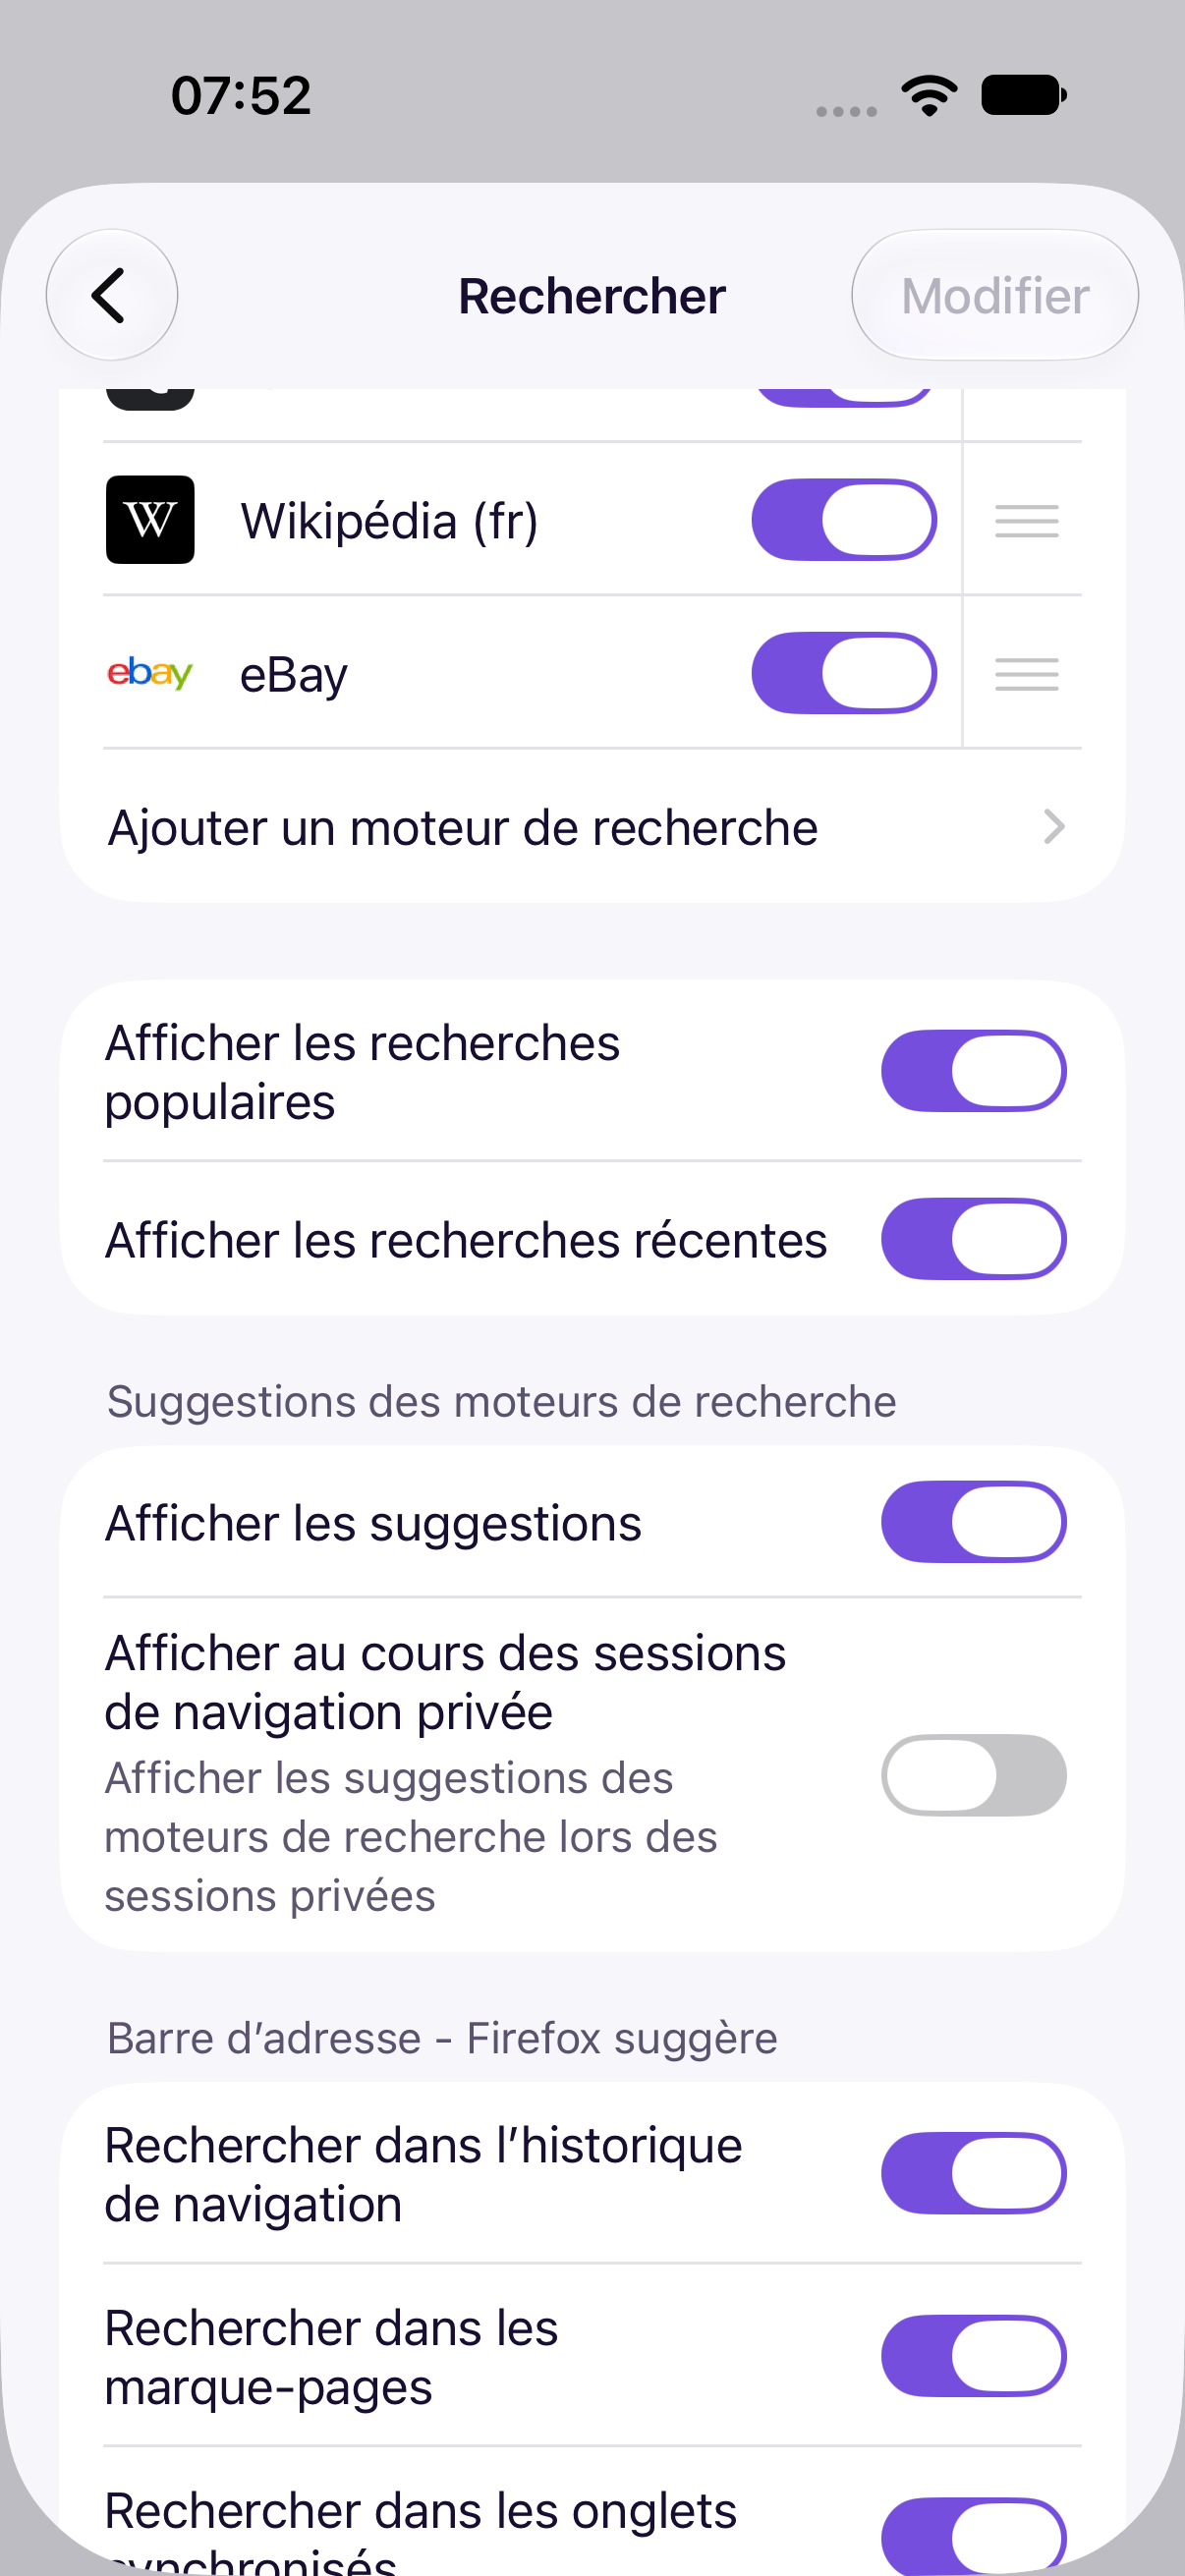 07:52
Rechercher
Modifier
W
Wikipédia (fr)
ebay
eBay
Ajouter un moteur de recherche
Afficher les recherches
populaires
Afficher les recherches récentes
Suggestions des moteurs de recherche
Afficher les suggestions
Afficher au cours des sessions
de navigation privée
Afficher les suggestions des
moteurs de recherche lors des
sessions privées
Barre d’adresse - Firefox suggère
Rechercher dans l’historique
de navigation
Rechercher dans les
marque-pages
Rechercher dans les onglets
synchronisés